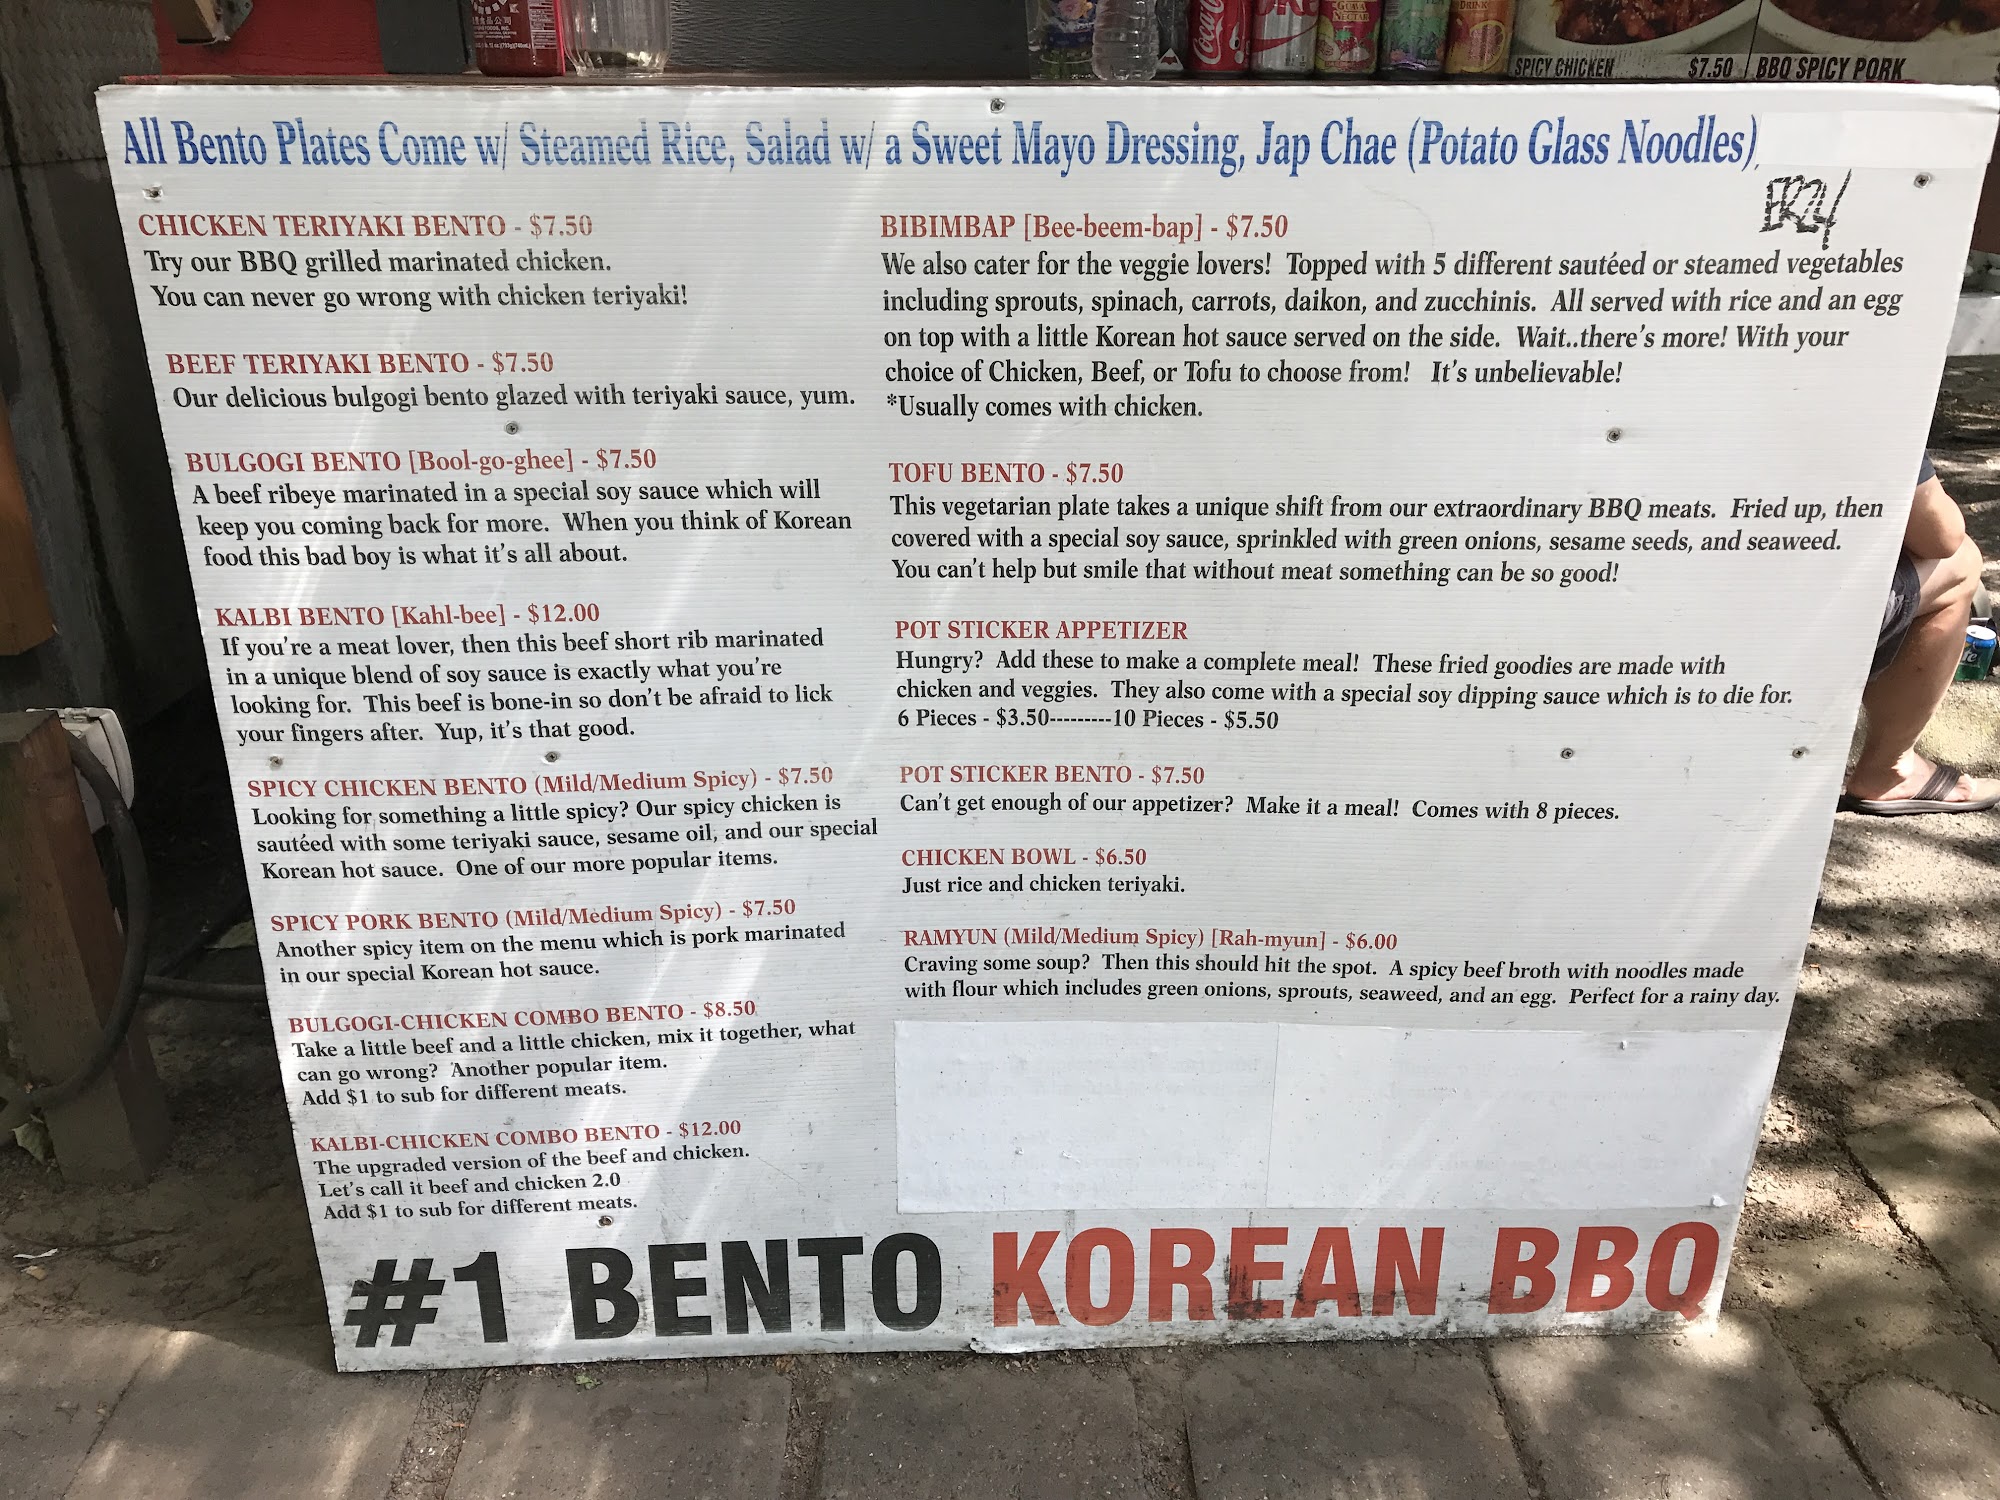 Coca-Cola
GUAVA
NECTAR
DRINK
SPICY CHICKEN $7.50 BBQ SPICY PORK
All Bento Plates Come w/ Steamed Rice, Salad w/ a Sweet Mayo Dressing, Jap Chae (Potato Glass Noodles),
CHICKEN TERIYAKI BENTO - $7.50
Try our BBQ grilled marinated chicken.
You can never go wrong with chicken teriyaki!
BEEF TERIYAKI BENTO - $7.50
Our delicious bulgogi bento glazed with teriyaki sauce, yum.
BULGOGI BENTO [Bool-go-ghee] - $7.50
A beef ribeye marinated in a special soy sauce which will
keep you coming back for more. When you think of Korean
food this bad boy is what it's all about.
KALBI BENTO [Kahl-bee] - $12.00
If you're a meat lover, then this beef short rib marinated
in a unique blend of soy sauce is exactly what you're
looking for. This beef is bone-in so don't be afraid to lick
your fingers after. Yup, it's that good.
SPICY CHICKEN BENTO (Mild/Medium Spicy) - $7.50
Looking for something a little spicy? Our spicy chicken is
sautéed with some teriyaki sauce, sesame oil, and our special
Korean hot sauce. One of our more popular items.
SPICY PORK BENTO (Mild/Medium Spicy) - $7.50
Another spicy item on the menu which is pork marinated
in our special Korean hot sauce.
BULGOGI-CHICKEN COMBO BENTO - $8.50
Take a little beef and a little chicken, mix it together, what
can go wrong? Another popular item.
Add $1 to sub for different meats.
KALBI-CHICKEN COMBO BENTO - $12.00
The upgraded version of the beef and chicken.
Let's call it beef and chicken 2.0
Add $1 to sub for different meats.
BIBIMBAP [Bee-beem-bap] - $7.50
We also cater for the veggie lovers! Topped with 5 different sautéed or steamed vegetables
including sprouts, spinach, carrots, daikon, and zucchinis. All served with rice and an egg
on top with a little Korean hot sauce served on the side. Wait..there's more! With your
choice of Chicken, Beef, or Tofu to choose from! It's unbelievable!
*Usually comes with chicken.
TOFU BENTO - $7.50
This vegetarian plate takes a unique shift from our extraordinary BBQ meats. Fried up, then
covered with a special soy sauce, sprinkled with green onions, sesame seeds, and seaweed.
You can't help but smile that without meat something can be so good!
POT STICKER APPETIZER
Hungry? Add these to make a complete meal! These fried goodies are made with
chicken and veggies. They also come with a special soy dipping sauce which is to die for.
6 Pieces - $3.50---------10 Pieces - $5.50
POT STICKER BENTO - $7.50
Can't get enough of our appetizer? Make it a meal! Comes with 8 pieces.
CHICKEN BOWL - $6.50
Just rice and chicken teriyaki.
RAMYUN (Mild/Medium Spicy) [Rah-myun] - $6.00
Craving some soup? Then this should hit the spot. A spicy beef broth with noodles made
with flour which includes green onions, sprouts, seaweed, and an egg. Perfect for a rainy day.
#1 BENTO KOREAN BBQ